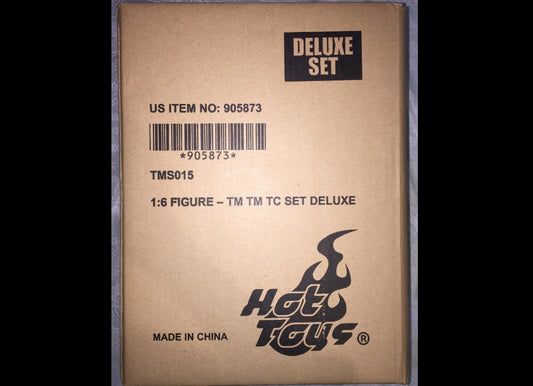 DELUXE
SET
US ITEM NO: 905873
*905873*
TMS015
1:6 FIGURE – TM TM TC SET DELUXE
Hot
Toys ®
MADE IN CHINA